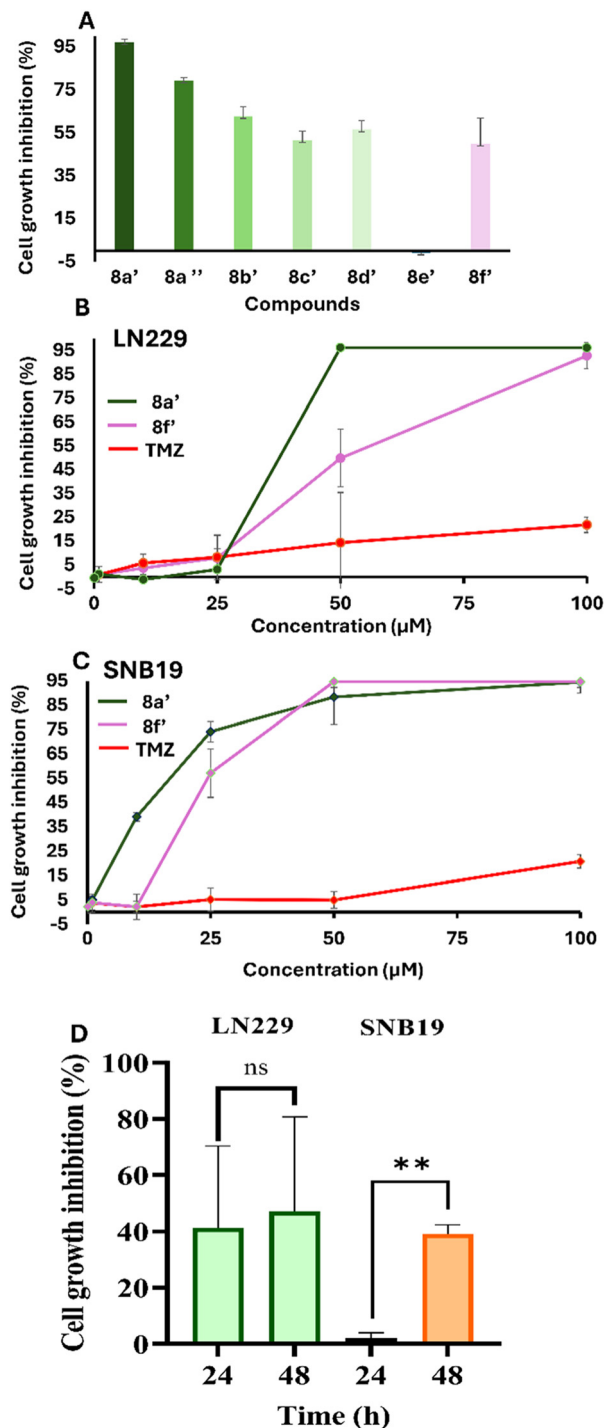 A
Cell growth inhibition (%)
95
75
55
35
15
-5
8a’ 8a’’ 8b’ 8c’ 8d’ 8e’ 8f’
Compounds
B
LN229
Cell growth inhibition (%)
95
85
75
65
55
45
35
25
15
5
-5
8a’
8f’
TMZ
0 25 50 75 100
Concentration (µM)
C
SNB19
Cell growth inhibition (%)
95
85
75
65
55
45
35
25
15
5
-5
8a’
8f’
TMZ
0 25 50 75 100
Concentration (µM)
D
LN229 SNB19
Cell growth inhibition (%)
100
80
60
40
20
0
ns
**
24 48 24 48
Time (h)